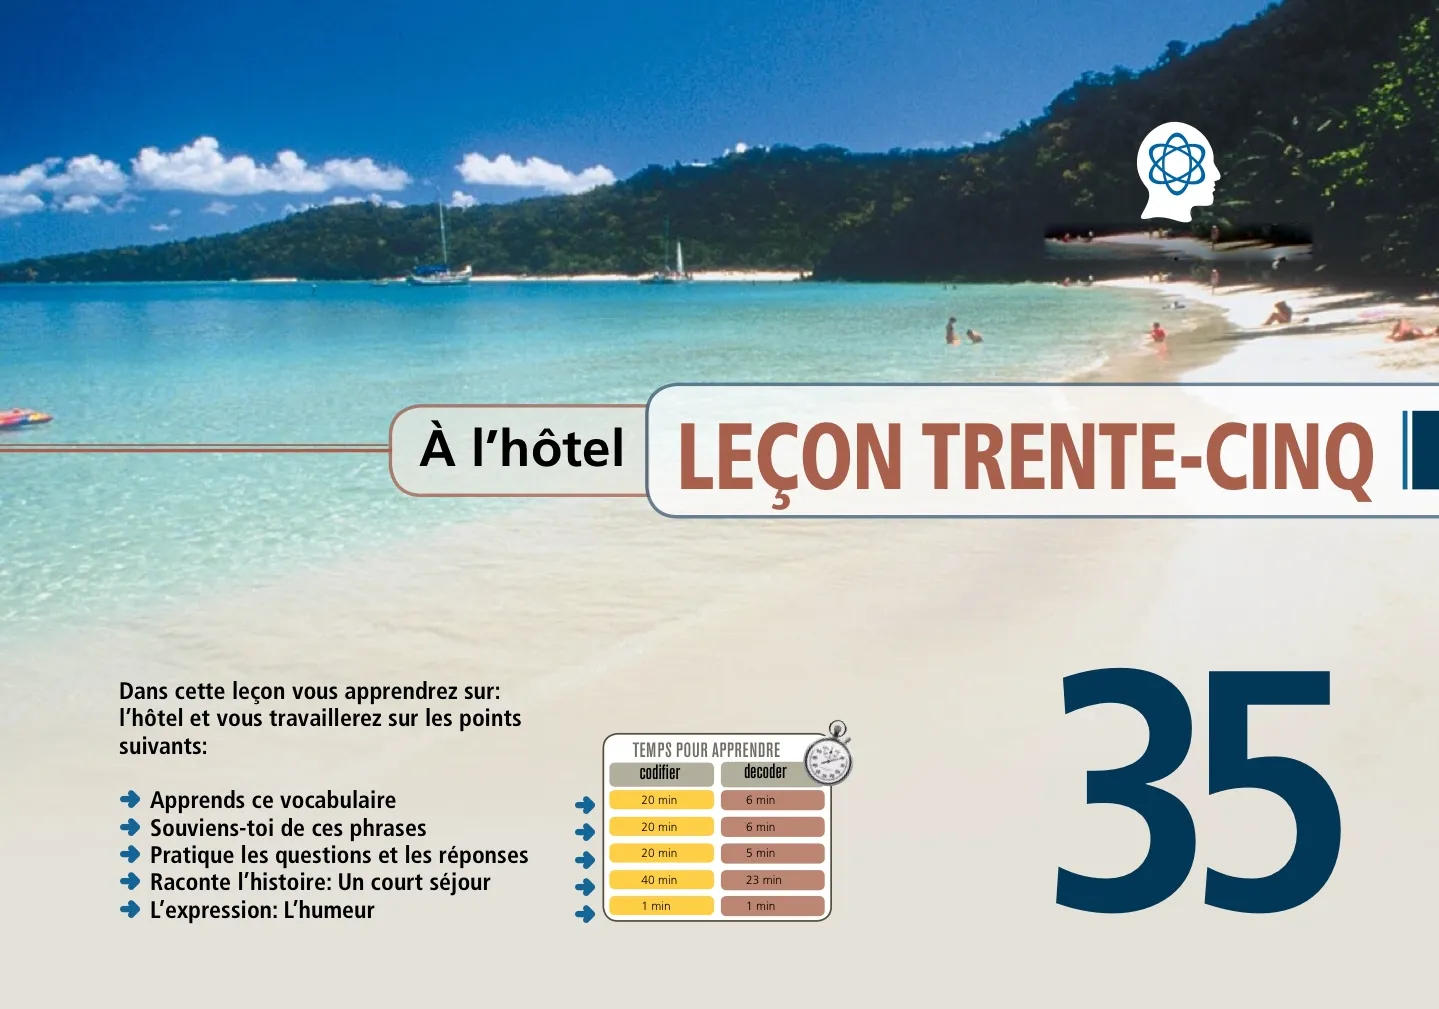 À l’hôtel
LEÇON TRENTE-CINQ
Dans cette leçon vous apprendrez sur:
l’hôtel et vous travaillerez sur les points
suivants:
Apprends ce vocabulaire
Souviens-toi de ces phrases
Pratique les questions et les réponses
Raconte l’histoire: Un court séjour
L’expression: L’humeur
TEMPS POUR APPRENDRE
codifier decoder
20 min 6 min
20 min 6 min
20 min 5 min
40 min 23 min
1 min 1 min
35